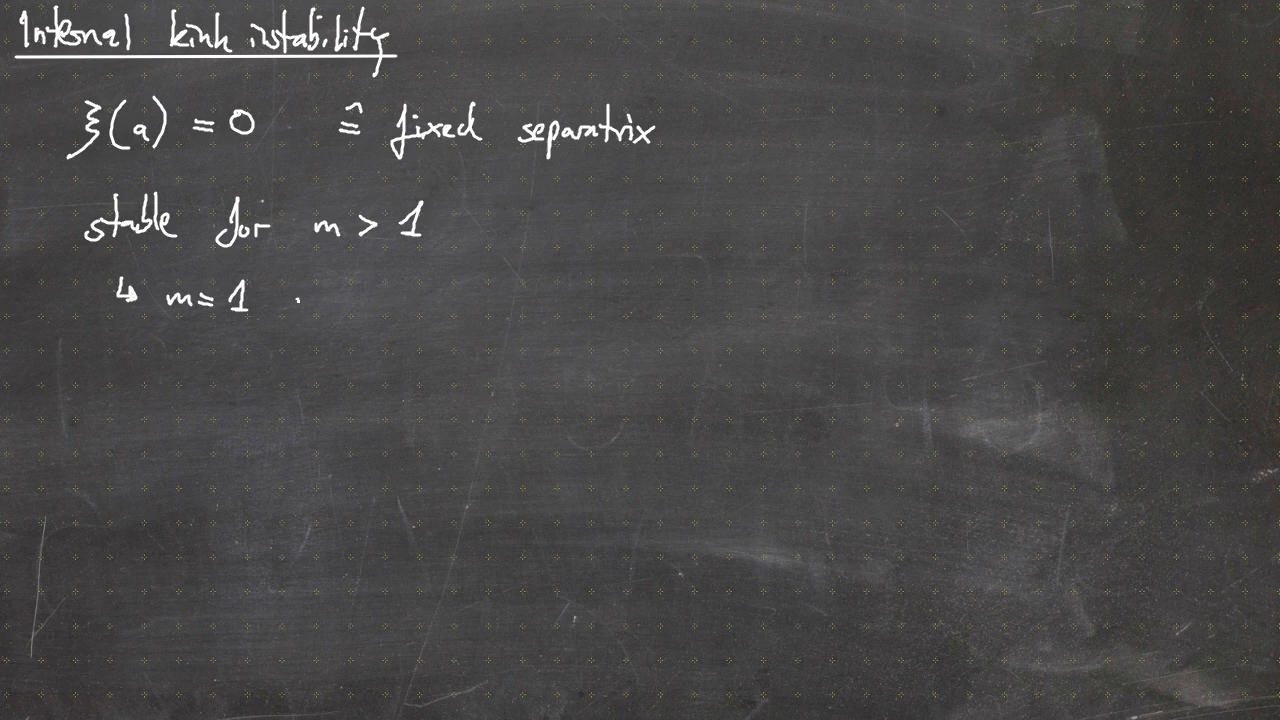 Internal kink instability
ξ(a) = 0 ≙ fixed separatrix
stable for m > 1
↳ m = 1